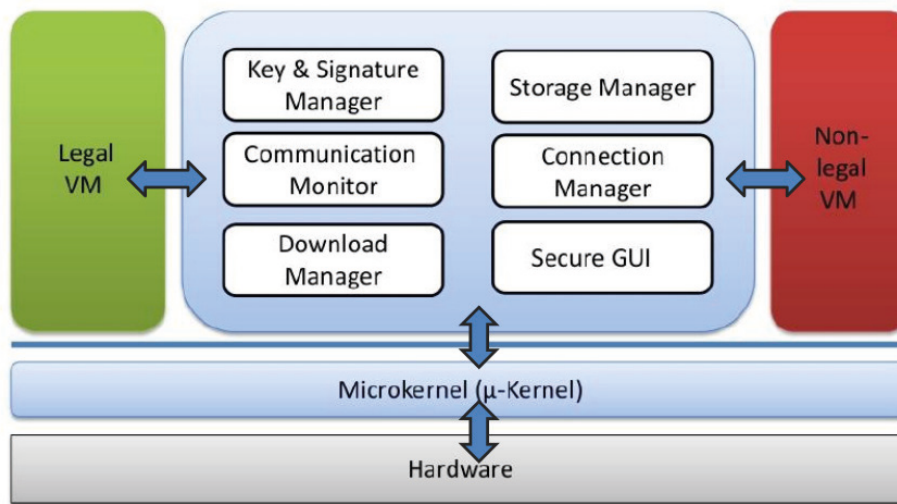 Key & Signature
Manager
Storage Manager
Legal
VM
Communication
Monitor
Connection
Manager
Non-
legal
VM
Download
Manager
Secure GUI
Microkernel (μ-Kernel)
Hardware